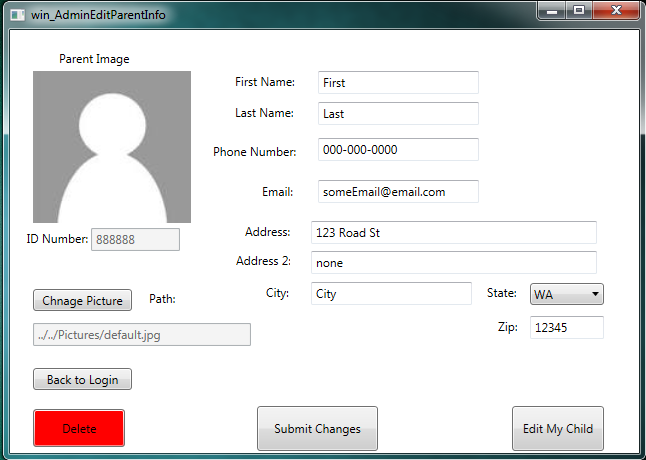 win_AdminEditParentInfo
Parent Image
First Name: First
Last Name: Last
Phone Number: 000-000-0000
Email: someEmail@email.com
ID Number: 888888
Address: 123 Road St
Address 2: none
Chnage Picture Path:
City: City State: WA
../../Pictures/default.jpg
Zip: 12345
Back to Login
Delete
Submit Changes
Edit My Child